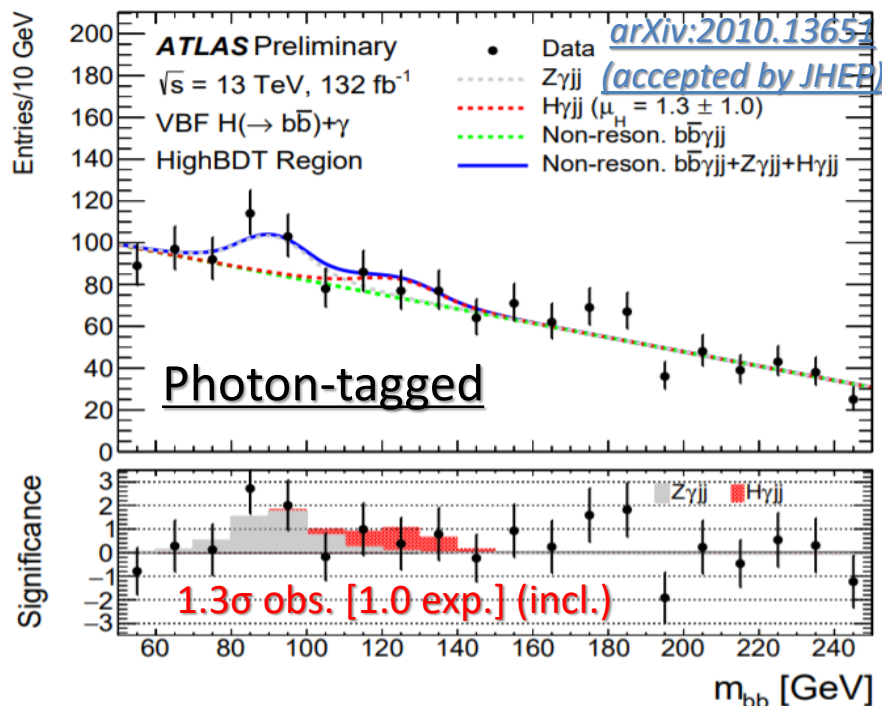 arXiv:2010.13651
(accepted by JHEP)
ATLAS Preliminary
√s = 13 TeV, 132 fb⁻¹
VBF H(→ bb̅)+γ
HighBDT Region
Data
Zγjj
Hγjj (μ_H = 1.3 ± 1.0)
Non-reson. bb̅γjj
Non-reson. bb̅γjj+Zγjj+Hγjj
Entries/10 GeV
200
180
160
140
120
100
80
60
40
20
0
Photon-tagged
Significance
3
2
1
0
−1
−2
−3
Zγjj Hγjj
1.3σ obs. [1.0 exp.] (incl.)
60 80 100 120 140 160 180 200 220 240
m_bb [GeV]